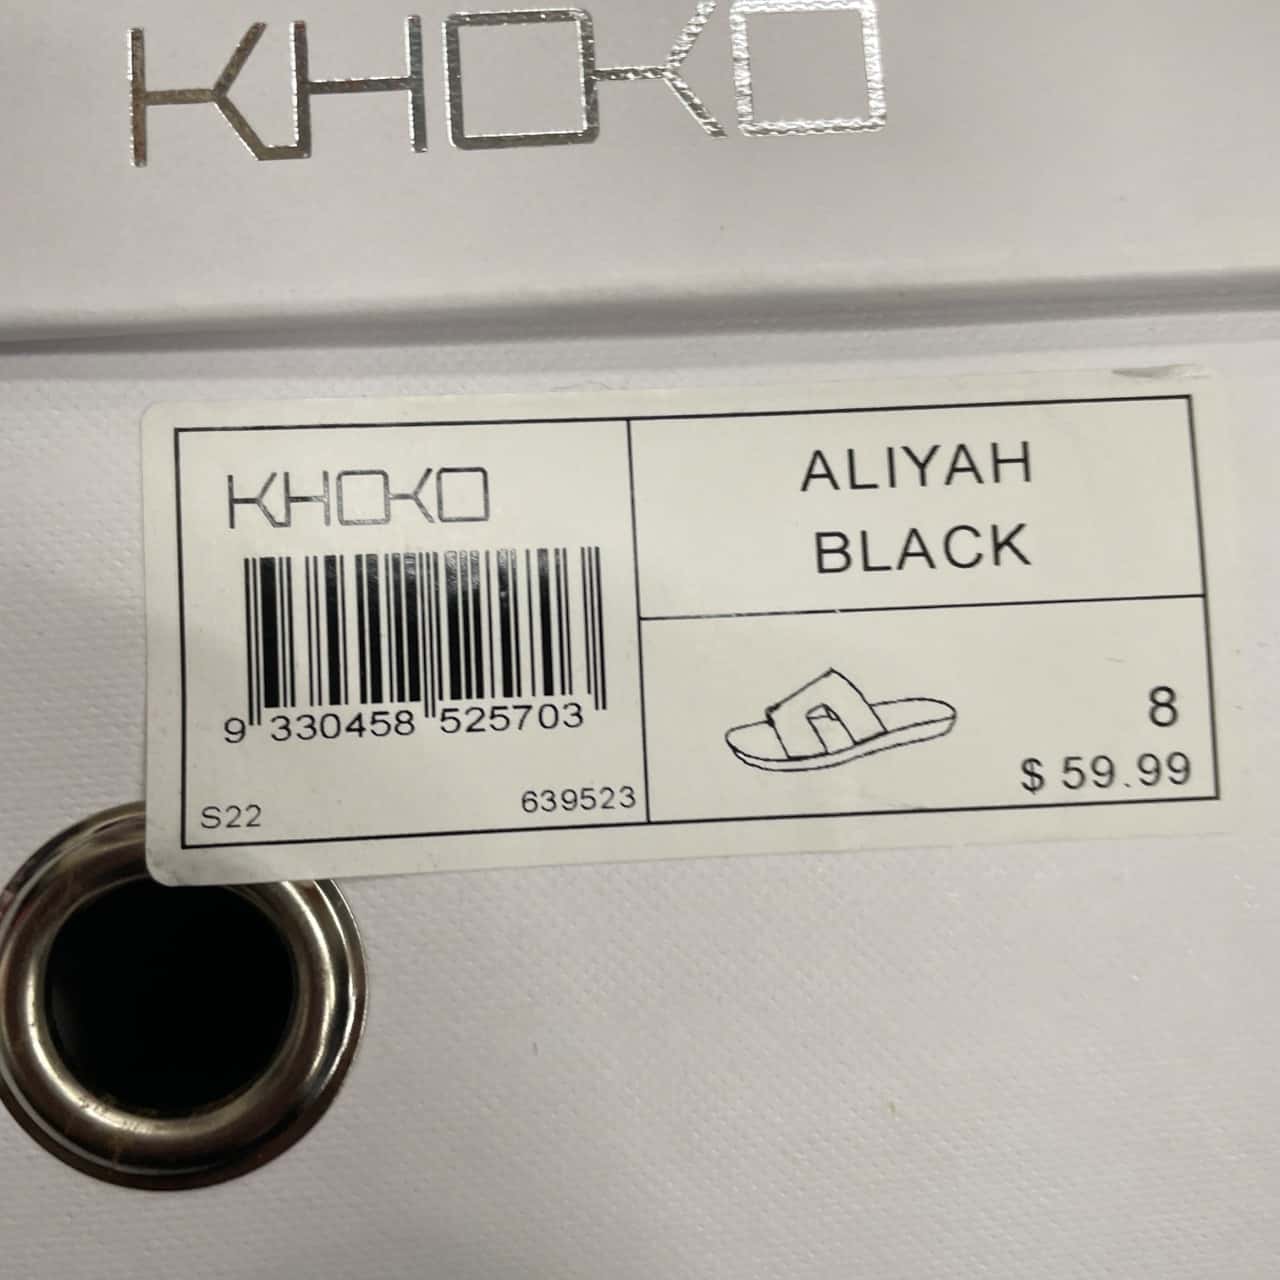 KHOKO
KHOKO
9 330458 525703
S22
639523
ALIYAH
BLACK
8
$ 59.99